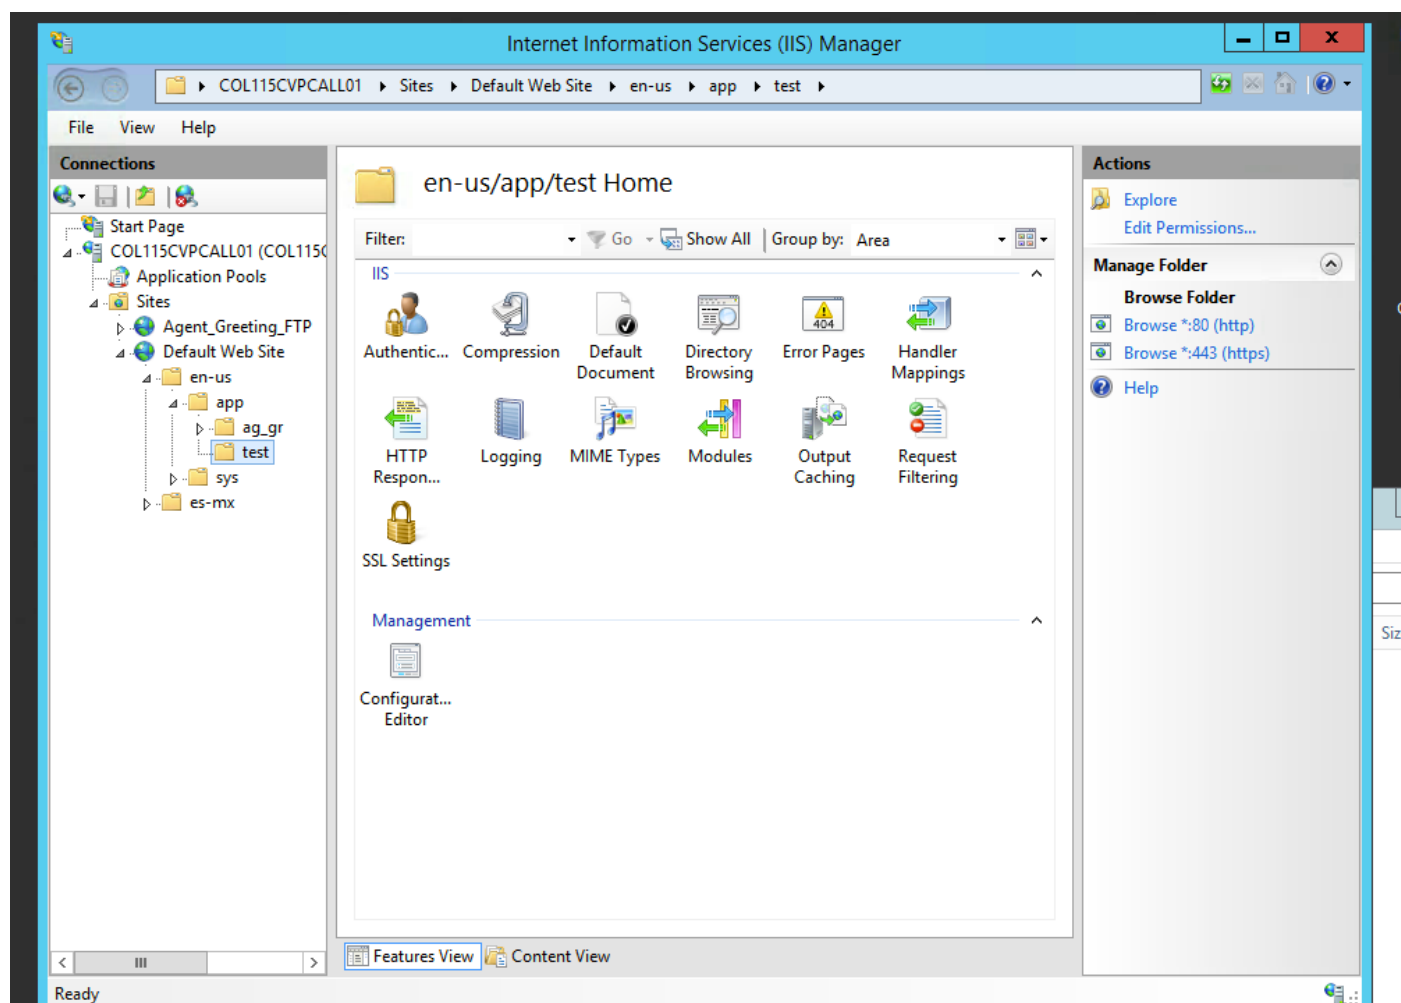 Internet Information Services (IIS) Manager
COL115CVPCALL01 Sites Default Web Site en-us app test
File View Help
Connections
Start Page
COL115CVPCALL01 (COL115C
Application Pools
Sites
Agent_Greeting_FTP
Default Web Site
en-us
app
ag_gr
test
sys
es-mx
en-us/app/test Home
Filter: Go Show All Group by: Area
IIS
Authentic... Compression Default Document Directory Browsing Error Pages Handler Mappings
HTTP Respon... Logging MIME Types Modules Output Caching Request Filtering
SSL Settings
Management
Configurat... Editor
Features View Content View
Actions
Explore
Edit Permissions...
Manage Folder
Browse Folder
Browse *:80 (http)
Browse *:443 (https)
Help
Ready
404
Siz